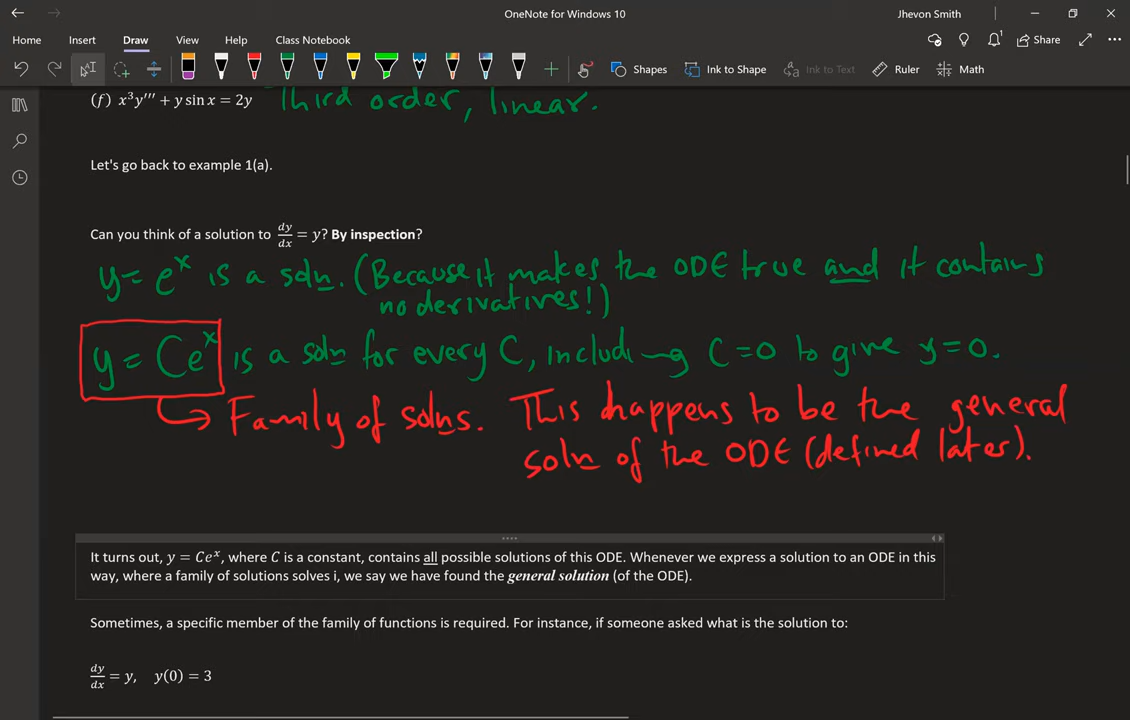 OneNote for Windows 10
Jhevon Smith
Home Insert Draw View Help Class Notebook
Share
Shapes Ink to Shape Ink to Text Ruler Math
(f) x³y''' + y sin x = 2y Third order, linear.
Let's go back to example 1(a).
Can you think of a solution to dy/dx = y? By inspection?
y = e^x is a soln. (Because it makes the ODE true and it contains
no derivatives!)
y = Ce^x is a soln for every C, including C=0 to give y=0.
Family of solns. This happens to be the general
soln of the ODE (defined later).
It turns out, y = Ce^x, where C is a constant, contains all possible solutions of this ODE. Whenever we express a solution to an ODE in this
way, where a family of solutions solves i, we say we have found the general solution (of the ODE).
Sometimes, a specific member of the family of functions is required. For instance, if someone asked what is the solution to:
dy/dx = y, y(0) = 3